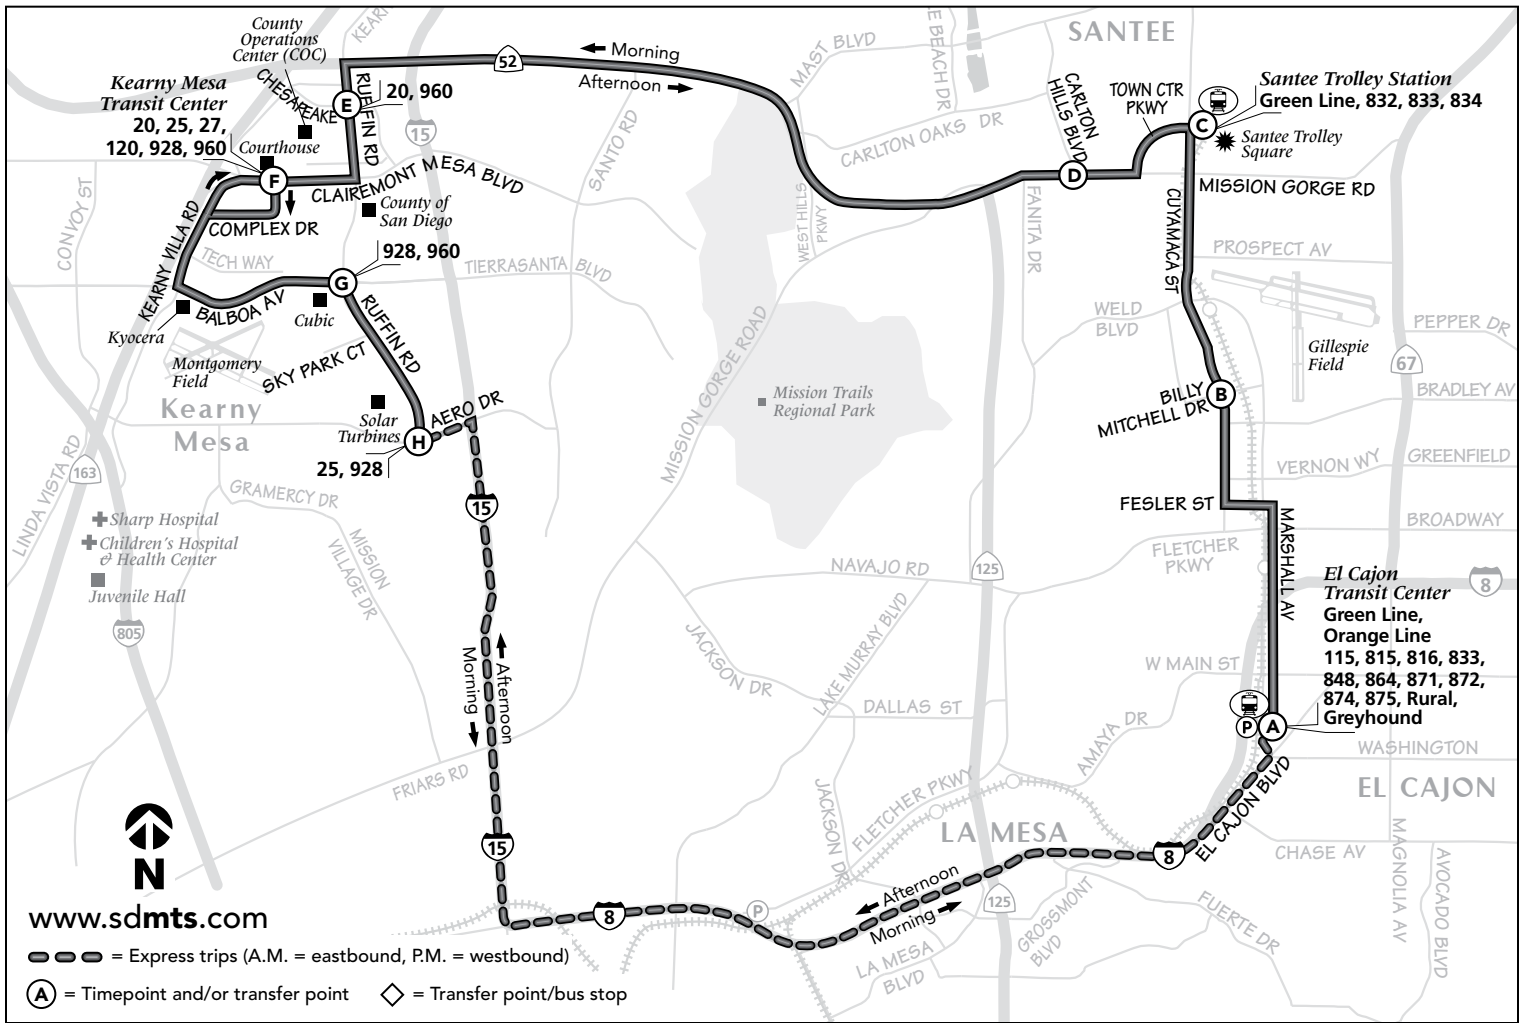 County
Operations
Center (COC)
KEARN
MAST BLVD
E BEACH DR
SANTEE
Kearny Mesa
Transit Center
20, 25, 27,
120, 928, 960
CHESAPEAKE
Courthouse
E
RUFFIN RD
20, 960
52
← Morning
Afternoon →
15
SANTO RD
CARLTON OAKS DR
CARLTON
HILLS BLVD
TOWN CTR
PKWY
C
Santee Trolley Station
Green Line, 832, 833, 834
Santee Trolley
Square
F
CLAIREMONT MESA BLVD
D
MISSION GORGE RD
CONVOY ST
KEARNY VILLA RD
COMPLEX DR
County of
San Diego
WEST HILLS
PKWY
FANITA DR
CUYAMACA ST
PROSPECT AV
TECH WAY
928, 960
G
TIERRASANTA BLVD
BALBOA AV
Kyocera
Cubic
RUFFIN RD
WELD
BLVD
PEPPER DR
Gillespie
Field
67
Montgomery
Field
SKY PARK CT
MISSION GORGE ROAD
Mission Trails
Regional Park
BILLY
MITCHELL DR
B
BRADLEY AV
Kearny
Mesa
Solar
Turbines
H
AERO DR
25, 928
LINDA VISTA RD
163
VERNON WY
GREENFIELD
GRAMERCY DR
15
FESLER ST
MARSHALL AV
BROADWAY
Sharp Hospital
Children's Hospital
& Health Center
Juvenile Hall
MISSION
VILLAGE DR
FLETCHER
PKWY
NAVAJO RD
125
8
El Cajon
Transit Center
Green Line,
Orange Line
115, 815, 816, 833,
848, 864, 871, 872,
874, 875, Rural,
Greyhound
805
JACKSON DR
LAKE MURRAY BLVD
W MAIN ST
Morning →
← Afternoon
DALLAS ST
AMAYA DR
P
A
WASHINGTON
FRIARS RD
JACKSON DR
FLETCHER PKWY
EL CAJON BLVD
EL CAJON
LA MESA
N
15
8
CHASE AV
MAGNOLIA AV
AVOCADO BLVD
← Afternoon
Morning →
125
GROSSMONT
BLVD
FUERTE DR
8
P
LA MESA
BLVD
www.sdmts.com
= Express trips (A.M. = eastbound, P.M. = westbound)
A = Timepoint and/or transfer point ◇ = Transfer point/bus stop